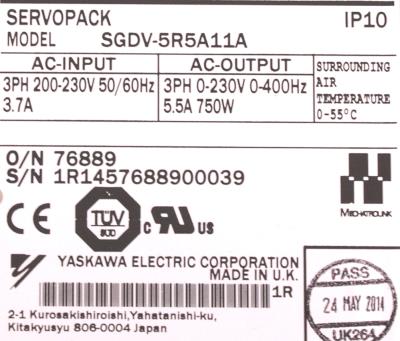 SERVOPACK IP10
MODEL SGDV-5R5A11A
AC-INPUT AC-OUTPUT SURROUNDING
3PH 200-230V 50/60Hz 3PH 0-230V 0-400Hz AIR
3.7A 5.5A 750W TEMPERATURE
0-55°C
O/N 76889
S/N 1R1457688900039
CE TÜV SÜD c RU US MECHATROLINK
YASKAWA ELECTRIC CORPORATION
MADE IN U.K.
1R
2-1 Kurosakishiroishi,Yahatanishi-ku,
Kitakyusyu 806-0004 Japan
PASS
24 MAY 2014
UK264